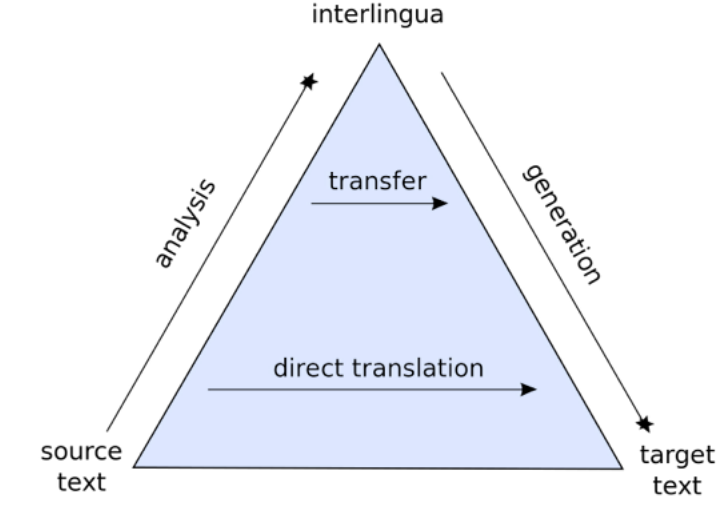 interlingua
transfer
analysis
generation
direct translation
source
text
target
text